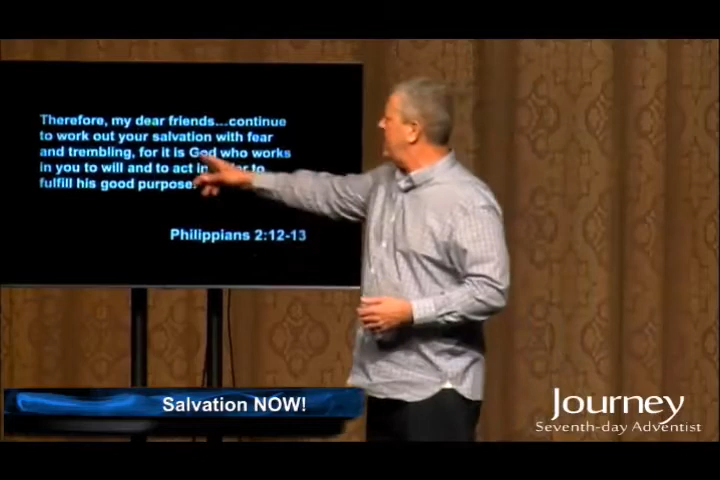 Therefore, my dear friends...continue
to work out your salvation with fear
and trembling, for it is God who works
in you to will and to act in to
fulfill his good purpose.
Philippians 2:12-13
Salvation NOW!
Journey
Seventh-day Adventist